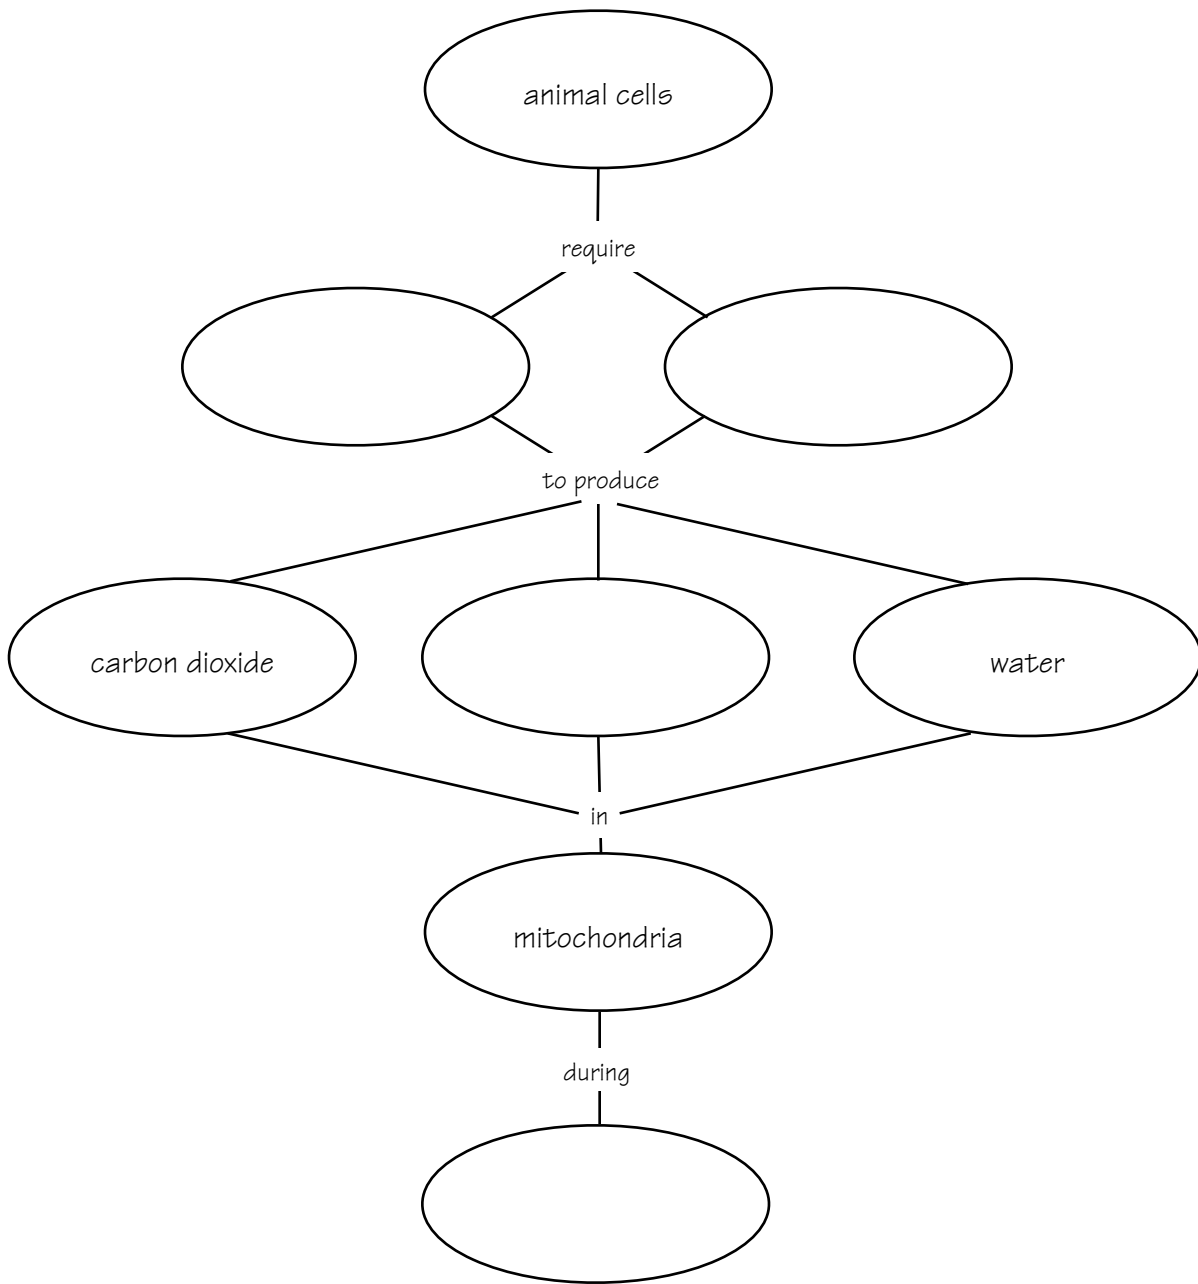 animal cells
require
to produce
carbon dioxide
water
in
mitochondria
during